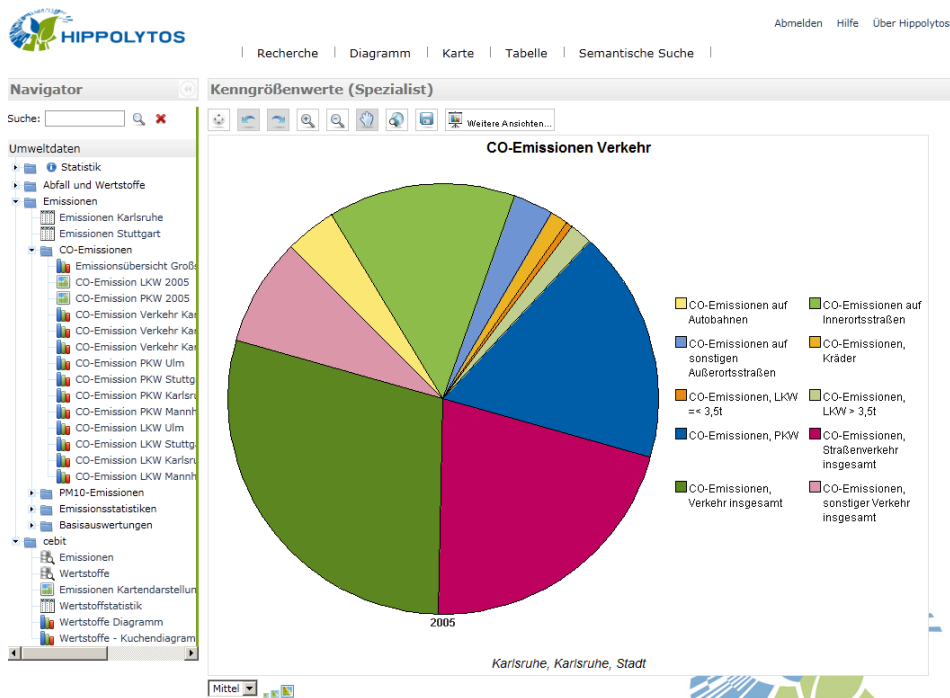 HIPPOLYTOS
Abmelden Hilfe Über Hippolytos
Recherche Diagramm Karte Tabelle Semantische Suche
Navigator
Kenngrößenwerte (Spezialist)
Suche:
Weitere Ansichten...
Umweltdaten
Statistik
Abfall und Wertstoffe
Emissionen
Emissionen Karlsruhe
Emissionen Stuttgart
CO-Emissionen
Emissionsübersicht Groß
CO-Emission LKW 2005
CO-Emission PKW 2005
CO-Emission Verkehr Kar
CO-Emission Verkehr Kar
CO-Emission Verkehr Kar
CO-Emission PKW Ulm
CO-Emission PKW Stuttg
CO-Emission PKW Karlsru
CO-Emission PKW Mannh
CO-Emission LKW Ulm
CO-Emission LKW Stuttg
CO-Emission LKW Karlsru
CO-Emission LKW Mannh
PM10-Emissionen
Emissionsstatistiken
Basisauswertungen
cebit
Emissionen
Wertstoffe
Emissionen Kartendarstellun
Wertstoffstatistik
Wertstoffe Diagramm
Wertstoffe - Kuchendiagram
CO-Emissionen Verkehr
CO-Emissionen auf
Autobahnen
CO-Emissionen auf
Innerortsstraßen
CO-Emissionen auf
sonstigen
Außerortsstraßen
CO-Emissionen,
Kräder
CO-Emissionen, LKW
=< 3,5t
CO-Emissionen,
LKW > 3,5t
CO-Emissionen, PKW
CO-Emissionen,
Straßenverkehr
insgesamt
CO-Emissionen,
Verkehr insgesamt
CO-Emissionen,
sonstiger Verkehr
insgesamt
2005
Karlsruhe, Karlsruhe, Stadt
Mittel